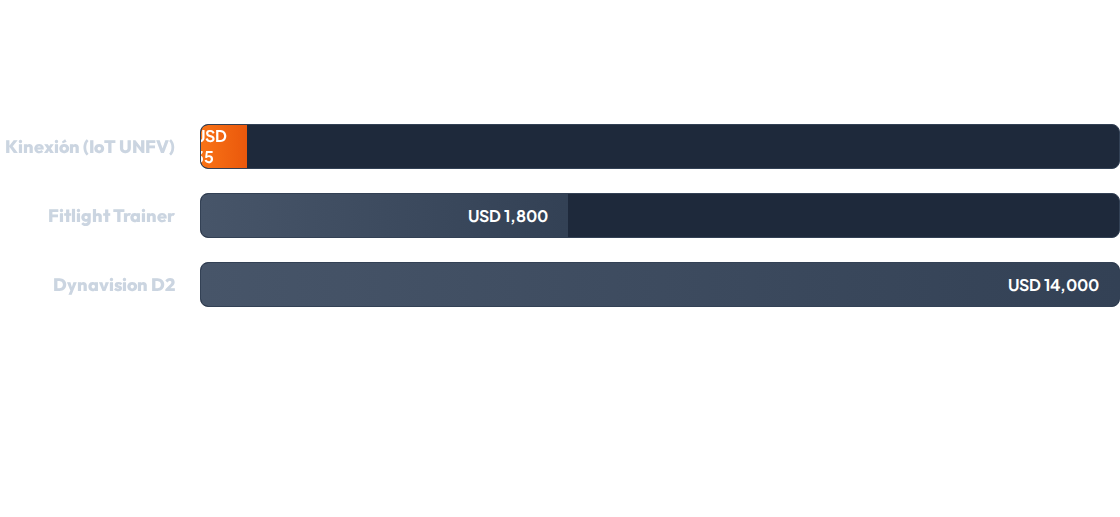 Kinexión (IoT UNFV)
USD
Fitlight Trainer
USD 1,800
Dynavision D2
USD 14,000